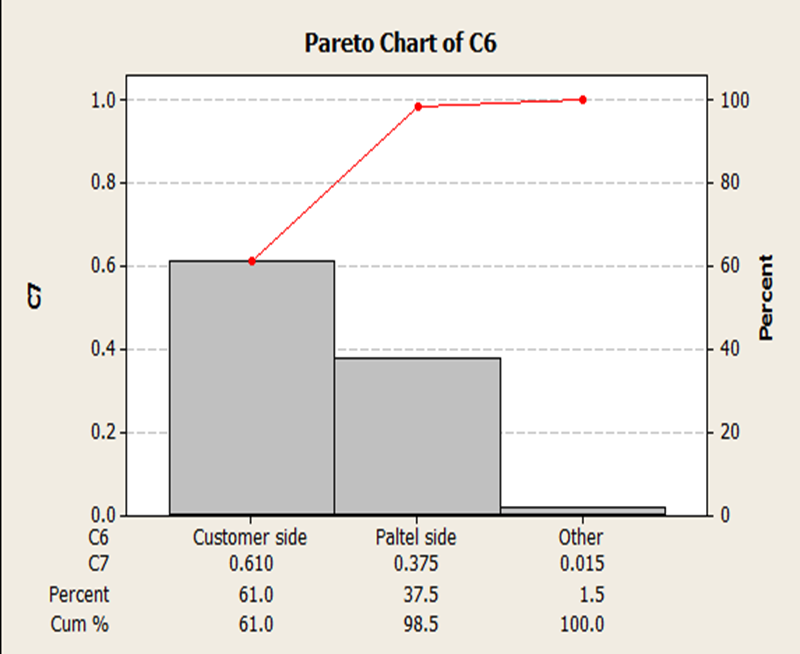 Pareto Chart of C6
1.0
0.8
0.6
0.4
0.2
0.0
C7
100
80
60
40
20
0
Percent
C6 Customer side Paltel side Other
C7 0.610 0.375 0.015
Percent 61.0 37.5 1.5
Cum % 61.0 98.5 100.0